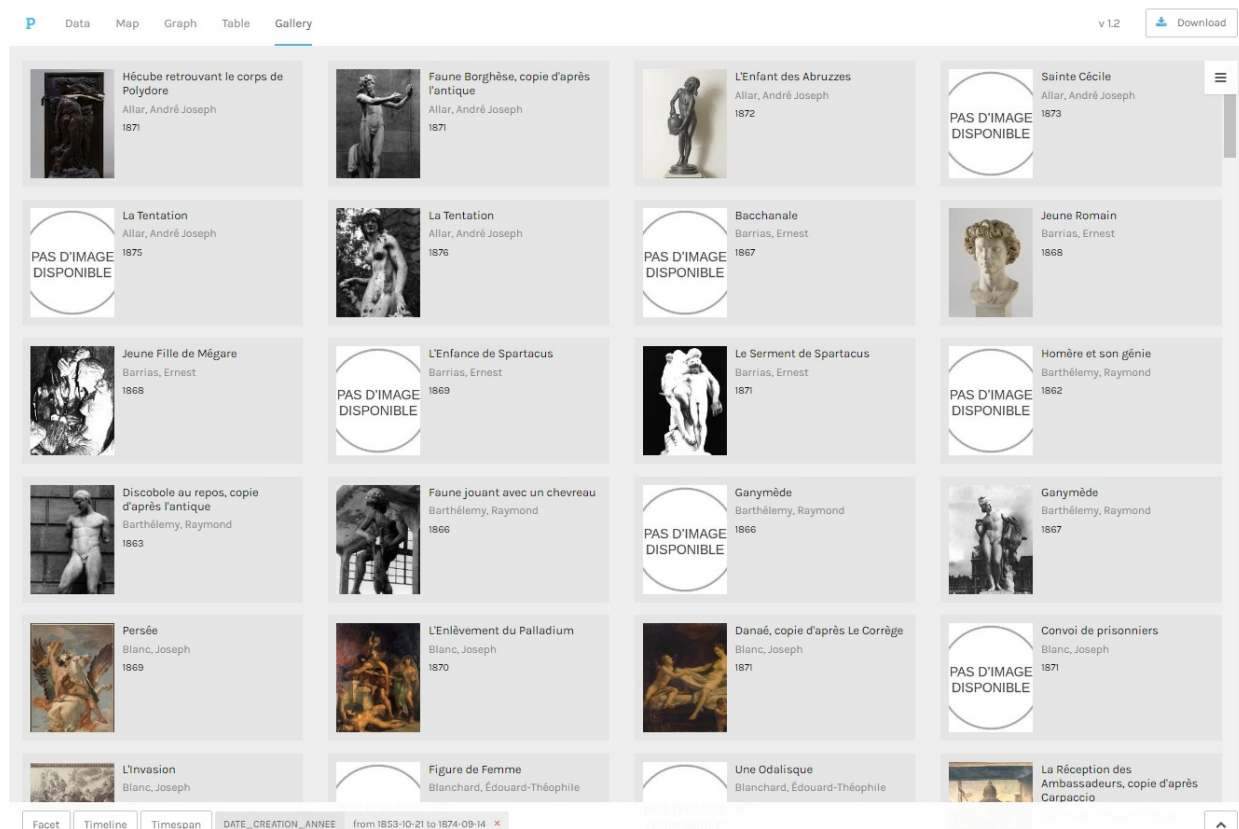 P Data Map Graph Table Gallery v 1.2 Download
Hécube retrouvant le corps de
Polydore
Allar, André Joseph
1871
Faune Borghèse, copie d'après
l'antique
Allar, André Joseph
1871
L'Enfant des Abruzzes
Allar, André Joseph
1872
PAS D'IMAGE
DISPONIBLE
Sainte Cécile
Allar, André Joseph
1873
PAS D'IMAGE
DISPONIBLE
La Tentation
Allar, André Joseph
1875
La Tentation
Allar, André Joseph
1876
PAS D'IMAGE
DISPONIBLE
Bacchanale
Barrias, Ernest
1867
Jeune Romain
Barrias, Ernest
1868
Jeune Fille de Mégare
Barrias, Ernest
1868
PAS D'IMAGE
DISPONIBLE
L'Enfance de Spartacus
Barrias, Ernest
1869
Le Serment de Spartacus
Barrias, Ernest
1871
PAS D'IMAGE
DISPONIBLE
Homère et son génie
Barthélemy, Raymond
1862
Discobole au repos, copie
d'après l'antique
Barthélemy, Raymond
1863
Faune jouant avec un chevreau
Barthélemy, Raymond
1866
PAS D'IMAGE
DISPONIBLE
Ganymède
Barthélemy, Raymond
1866
Ganymède
Barthélemy, Raymond
1867
Persée
Blanc, Joseph
1869
L'Enlèvement du Palladium
Blanc, Joseph
1870
Danaé, copie d'après Le Corrège
Blanc, Joseph
1871
PAS D'IMAGE
DISPONIBLE
Convoi de prisonniers
Blanc, Joseph
1871
L'Invasion
Blanc, Joseph
Figure de Femme
Blanchard, Édouard-Théophile
Une Odalisque
Blanchard, Édouard-Théophile
La Réception des
Ambassadeurs, copie d'après
Carpaccio
Facet Timeline Timespan DATE_CREATION_ANNEE from 1853-10-21 to 1874-09-14 ×